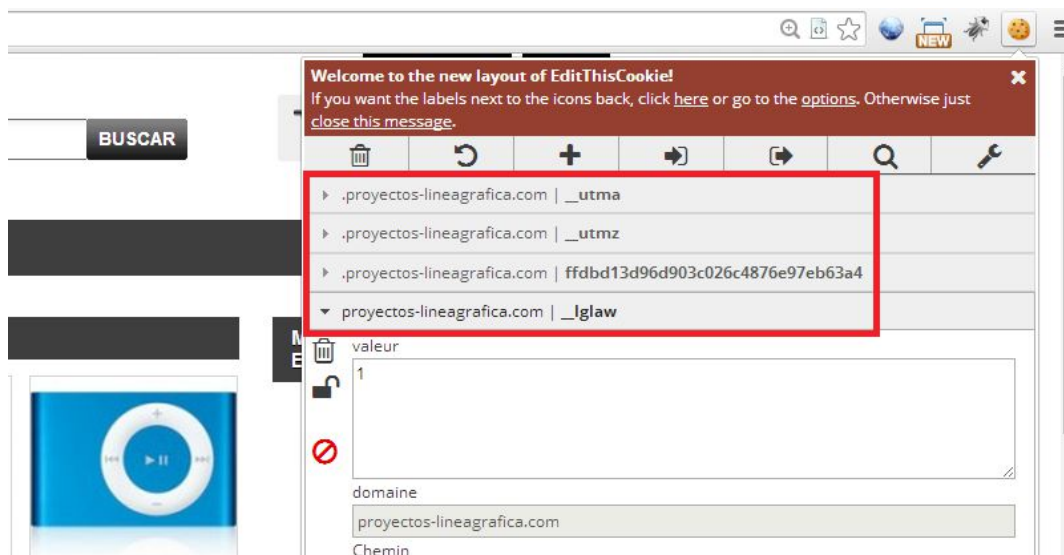 NEW
Welcome to the new layout of EditThisCookie!
If you want the labels next to the icons back, click here or go to the options. Otherwise just
close this message.
BUSCAR
.proyectos-lineagrafica.com | __utma
.proyectos-lineagrafica.com | __utmz
.proyectos-lineagrafica.com | ffdbd13d96d903c026c4876e97eb63a4
proyectos-lineagrafica.com | __lglaw
valeur
1
domaine
proyectos-lineagrafica.com
Chemin